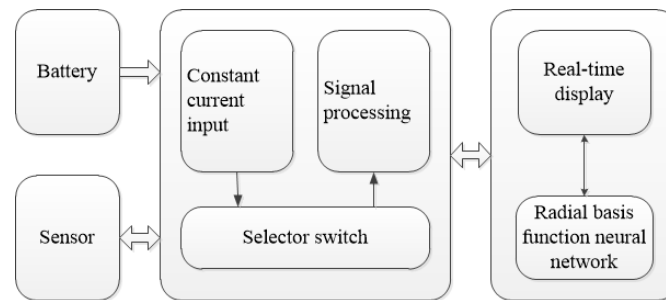 Battery
Constant
current
input
Signal
processing
Real-time
display
Sensor
Selector switch
Radial basis
function neural
network